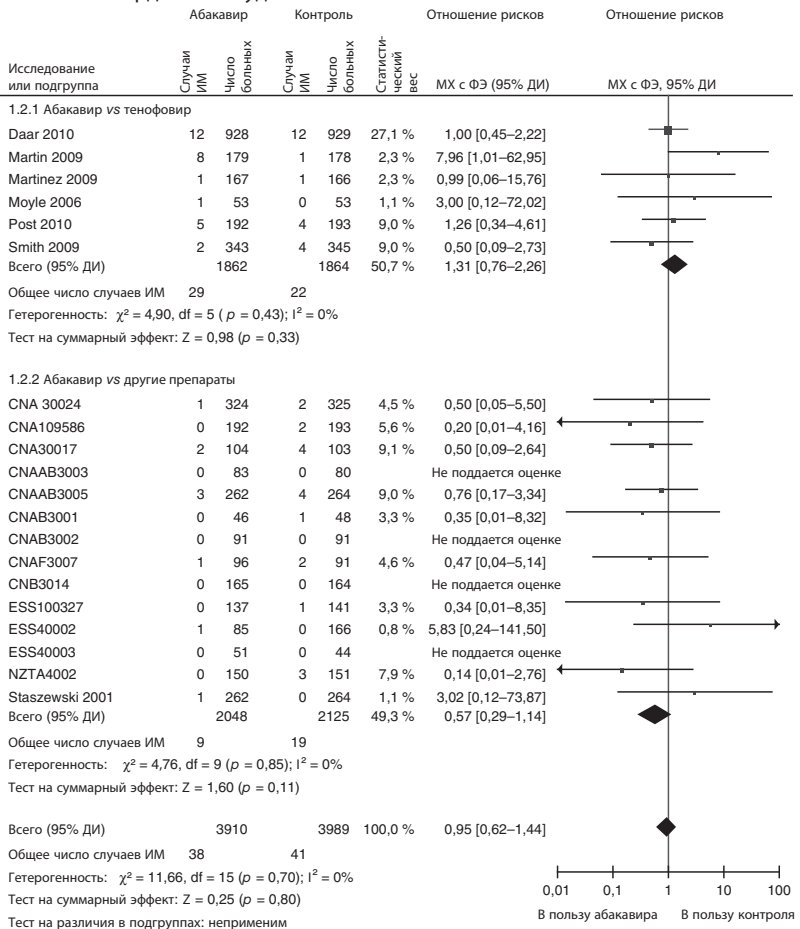 Абакавир Контроль Отношение рисков Отношение рисков
Исследование или подгруппа Случаи ИМ Число больных Случаи ИМ Число больных Статисти-ческий вес МХ с ФЭ (95% ДИ) МХ с ФЭ, 95% ДИ
1.2.1 Абакавир vs тенофовир
Daar 2010 12 928 12 929 27,1 % 1,00 [0,45–2,22]
Martin 2009 8 179 1 178 2,3 % 7,96 [1,01–62,95]
Martinez 2009 1 167 1 166 2,3 % 0,99 [0,06–15,76]
Moyle 2006 1 53 0 53 1,1 % 3,00 [0,12–72,02]
Post 2010 5 192 4 193 9,0 % 1,26 [0,34–4,61]
Smith 2009 2 343 4 345 9,0 % 0,50 [0,09–2,73]
Всего (95% ДИ) 1862 1864 50,7 % 1,31 [0,76–2,26]
Общее число случаев ИМ 29 22
Гетерогенность: χ² = 4,90, df = 5 ( p = 0,43); I² = 0%
Тест на суммарный эффект: Z = 0,98 (p = 0,33)
1.2.2 Абакавир vs другие препараты
CNA 30024 1 324 2 325 4,5 % 0,50 [0,05–5,50]
CNA109586 0 192 2 193 5,6 % 0,20 [0,01–4,16]
CNA30017 2 104 4 103 9,1 % 0,50 [0,09–2,64]
CNAAB3003 0 83 0 80 Не поддается оценке
CNAAB3005 3 262 4 264 9,0 % 0,76 [0,17–3,34]
CNAB3001 0 46 1 48 3,3 % 0,35 [0,01–8,32]
CNAB3002 0 91 0 91 Не поддается оценке
CNAF3007 1 96 2 91 4,6 % 0,47 [0,04–5,14]
CNB3014 0 165 0 164 Не поддается оценке
ESS100327 0 137 1 141 3,3 % 0,34 [0,01–8,35]
ESS40002 1 85 0 166 0,8 % 5,83 [0,24–141,50]
ESS40003 0 51 0 44 Не поддается оценке
NZTA4002 0 150 3 151 7,9 % 0,14 [0,01–2,76]
Staszewski 2001 1 262 0 264 1,1 % 3,02 [0,12–73,87]
Всего (95% ДИ) 2048 2125 49,3 % 0,57 [0,29–1,14]
Общее число случаев ИМ 9 19
Гетерогенность: χ² = 4,76, df = 9 (p = 0,85); I² = 0%
Тест на суммарный эффект: Z = 1,60 (p = 0,11)
Всего (95% ДИ) 3910 3989 100,0 % 0,95 [0,62–1,44]
Общее число случаев ИМ 38 41
Гетерогенность: χ² = 11,66, df = 15 (p = 0,70); I² = 0%
Тест на суммарный эффект: Z = 0,25 (p = 0,80)
Тест на различия в подгруппах: неприменим
0,01 0,1 1 10 100
В пользу абакавира В пользу контроля